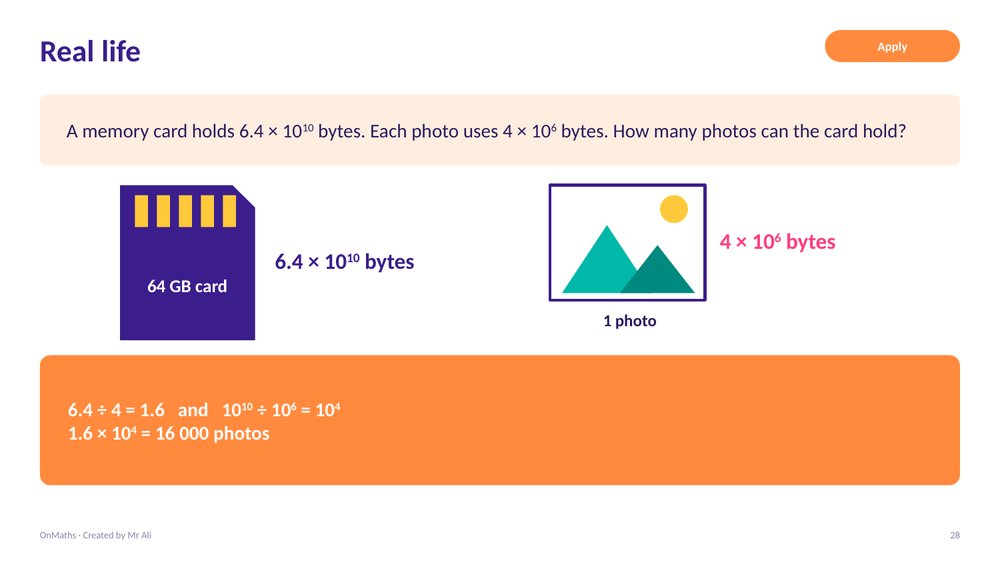 Real life
Apply
A memory card holds 6.4 × 10¹⁰ bytes. Each photo uses 4 × 10⁶ bytes. How many photos can the card hold?
64 GB card
6.4 × 10¹⁰ bytes
4 × 10⁶ bytes
1 photo
6.4 ÷ 4 = 1.6 and 10¹⁰ ÷ 10⁶ = 10⁴
1.6 × 10⁴ = 16 000 photos
OnMaths · Created by Mr Ali
28